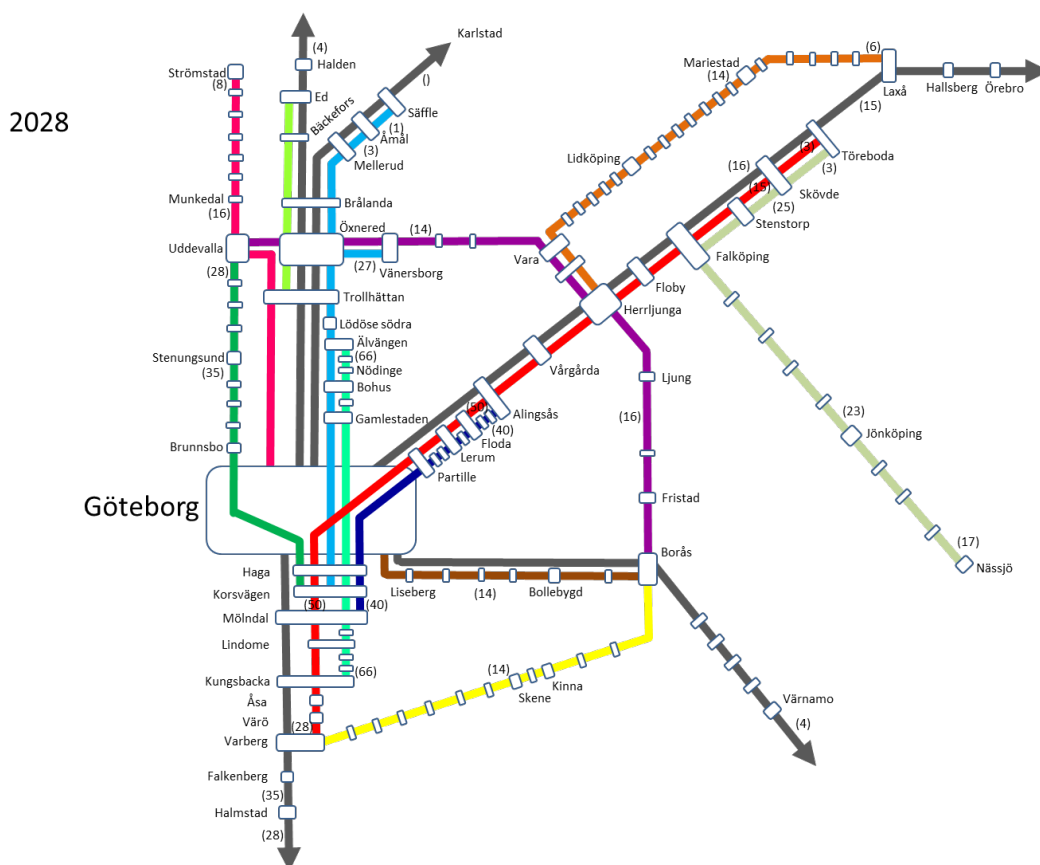 Karlstad
(4)
(6)
Halden
Mariestad
(14)
Strömstad
(8)
()
Laxå
Hallsberg
Örebro
Ed
Säffle
(15)
2028
Bäckefors
(1)
Åmål
(3)
Mellerud
(3)
Töreboda
(3)
Lidköping
(16)
(15)
Skövde
(25)
Stenstorp
Munkedal
(16)
Brålanda
Öxnered
(14)
Uddevalla
Vara
Falköping
(28)
(27)
Vänersborg
Floby
Trollhättan
Herrljunga
Lödöse södra
Älvängen
(66)
Stenungsund
(35)
Nödinge
Vårgårda
Ljung
Bohus
(50)
Alingsås
(16)
(23)
Gamlestaden
(40)
Floda
Lerum
Jönköping
Brunnsbo
Partille
Fristad
Göteborg
(17)
Borås
Nässjö
Haga
Korsvägen
(50)
(40)
Liseberg
(14)
Bollebygd
Mölndal
Lindome
(66)
(14)
Kungsbacka
Kinna
Skene
Åsa
Värnamo
Värö
(28)
(4)
Varberg
Falkenberg
(35)
Halmstad
(28)